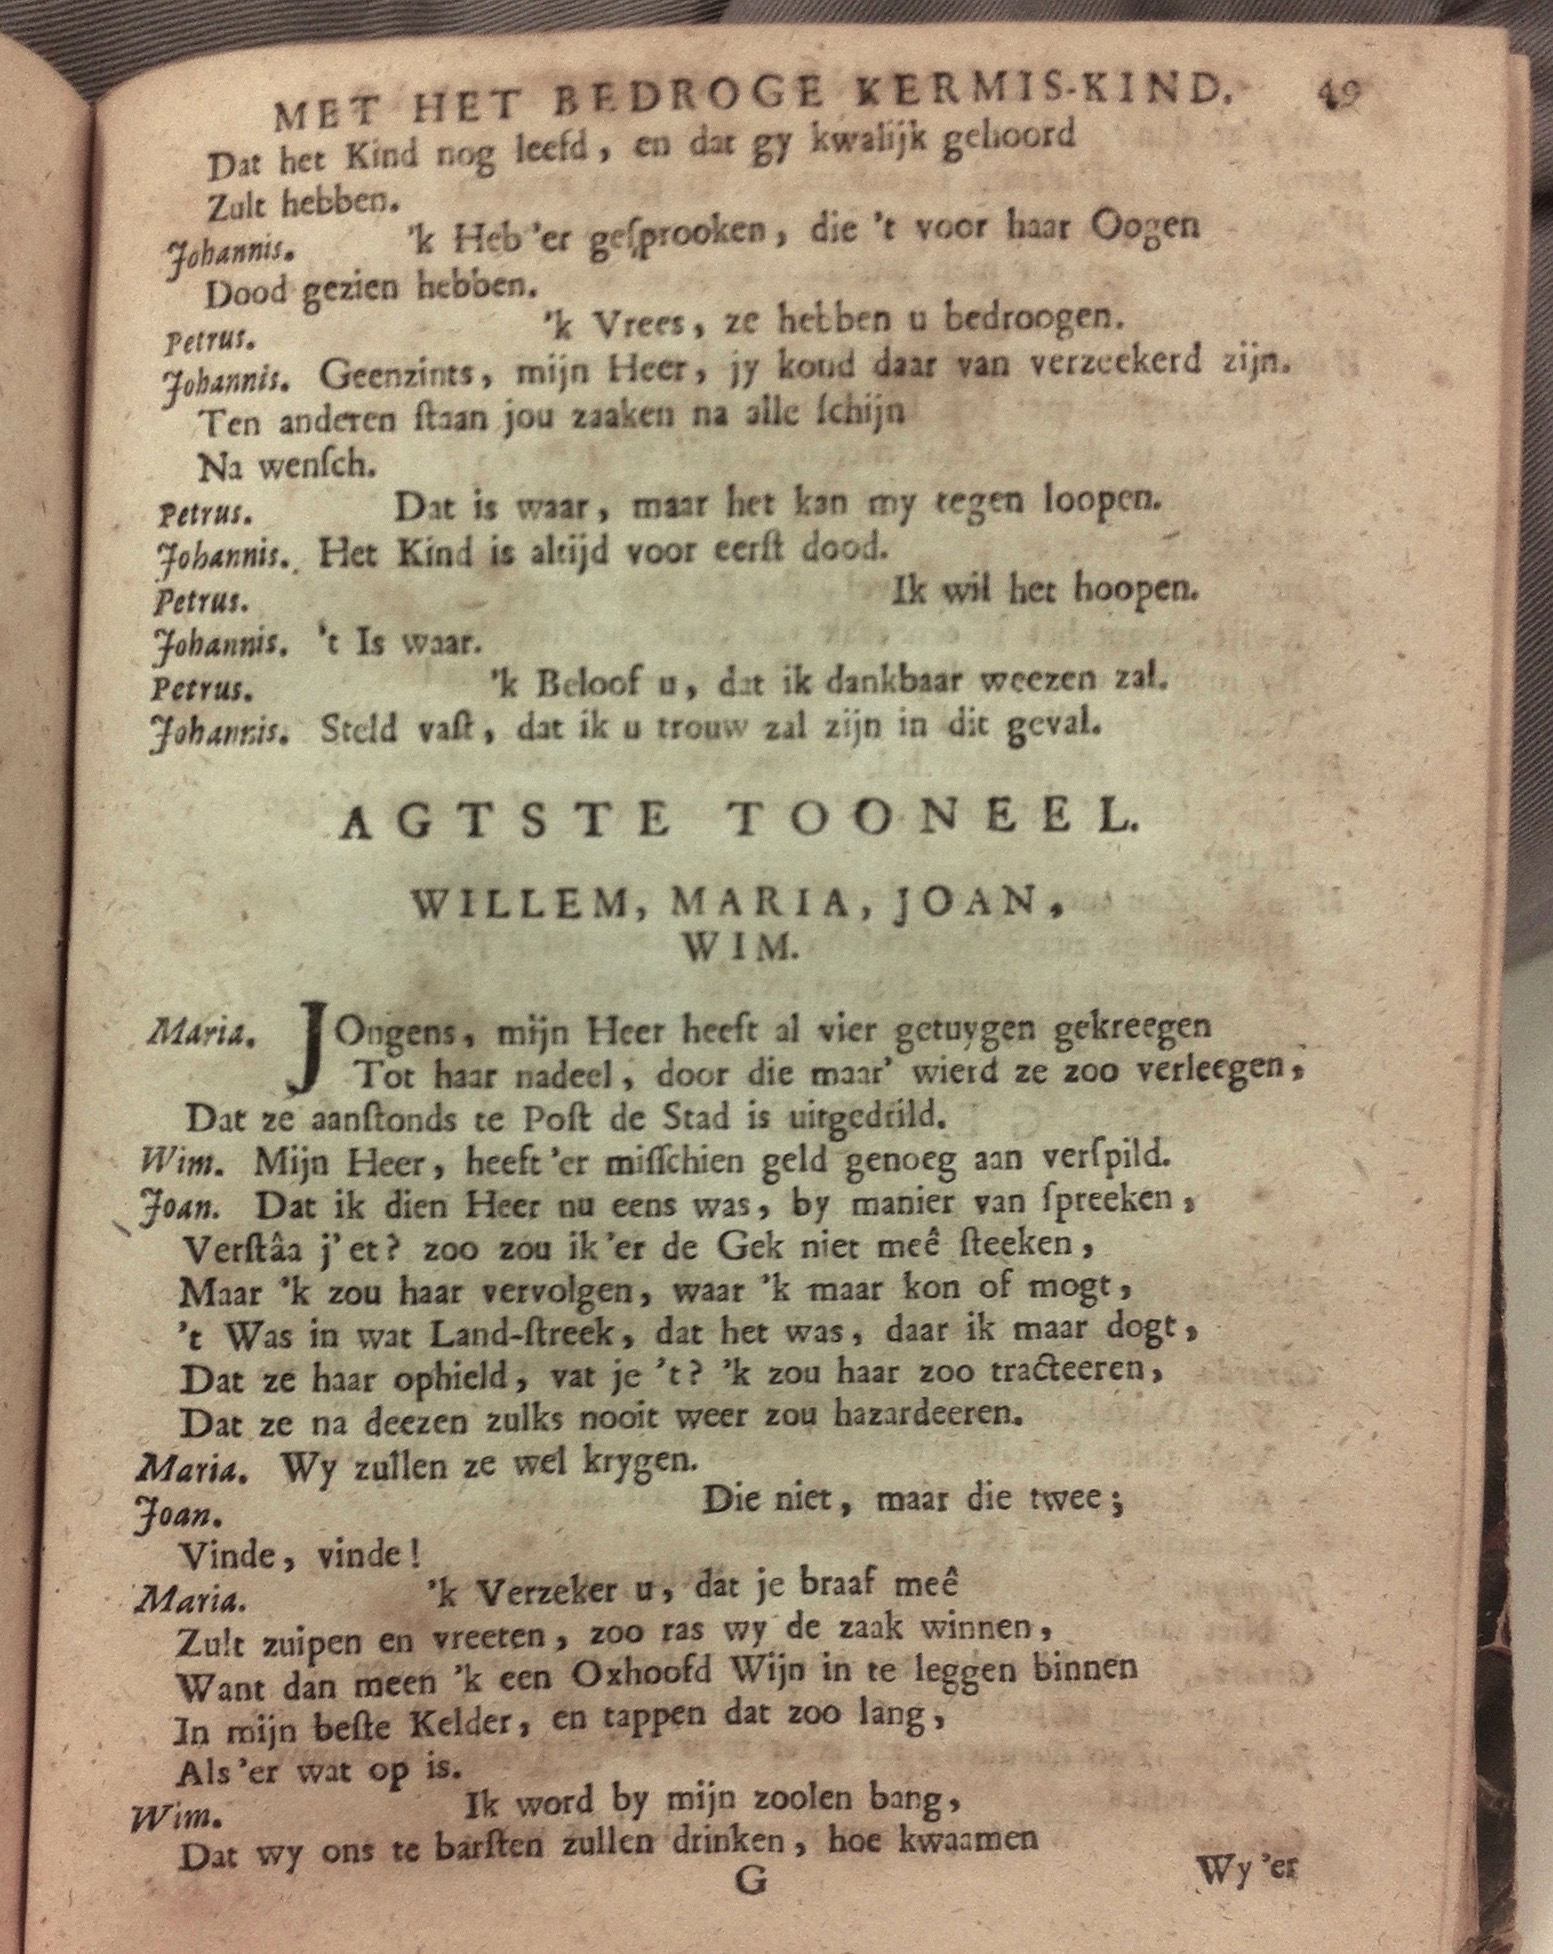 MET HET BEDROGE KERMIS-KIND. 49
Dat het Kind nog leefd, en dat gy kwalijk gehoord
Zult hebben.
Johannis. 'k Heb 'er geſprooken, die 't voor haar Oogen
Dood gezien hebben.
Petrus. 'k Vrees, ze hebben u bedroogen.
Johannis. Geenzints, mijn Heer, jy kond daar van verzeekerd zijn.
Ten anderen ſtaan jou zaaken na alle ſchijn
Na wenſch.
Petrus. Dat is waar, maar het kan my tegen loopen.
Johannis. Het Kind is altijd voor eerſt dood.
Petrus. Ik wil het hoopen.
Johannis. 't Is waar.
Petrus. 'k Beloof u, dat ik dankbaar weezen zal.
Johannis. Steld vaſt, dat ik u trouw zal zijn in dit geval.
AGTSTE TOONEEL.
WILLEM, MARIA, JOAN,
WIM.
Maria. JOngens, mijn Heer heeft al vier getuygen gekreegen
Tot haar nadeel, door die maar' wierd ze zoo verleegen,
Dat ze aanſtonds te Poſt de Stad is uitgedrild.
Wim. Mijn Heer, heeft 'er miſſchien geld genoeg aan verſpild.
Joan. Dat ik dien Heer nu eens was, by manier van ſpreeken,
Verſtâa j' et? zoo zou ik 'er de Gek niet meê ſteeken,
Maar 'k zou haar vervolgen, waar 'k maar kon of mogt,
't Was in wat Land-ſtreek, dat het was, daar ik maar dogt,
Dat ze haar ophield, vat je 't? 'k zou haar zoo tracteeren,
Dat ze na deezen zulks nooit weer zou hazardeeren.
Maria. Wy zullen ze wel krygen.
Joan. Die niet, maar die twee;
Vinde, vinde!
Maria. 'k Verzeker u, dat je braaf meê
Zult zuipen en vreeten, zoo ras wy de zaak winnen,
Want dan meen 'k een Oxhoofd Wijn in te leggen binnen
In mijn beſte Kelder, en tappen dat zoo lang,
Als 'er wat op is.
Wim. Ik word by mijn zoolen bang,
Dat wy ons te barſten zullen drinken, hoe kwaamen
G Wy 'er